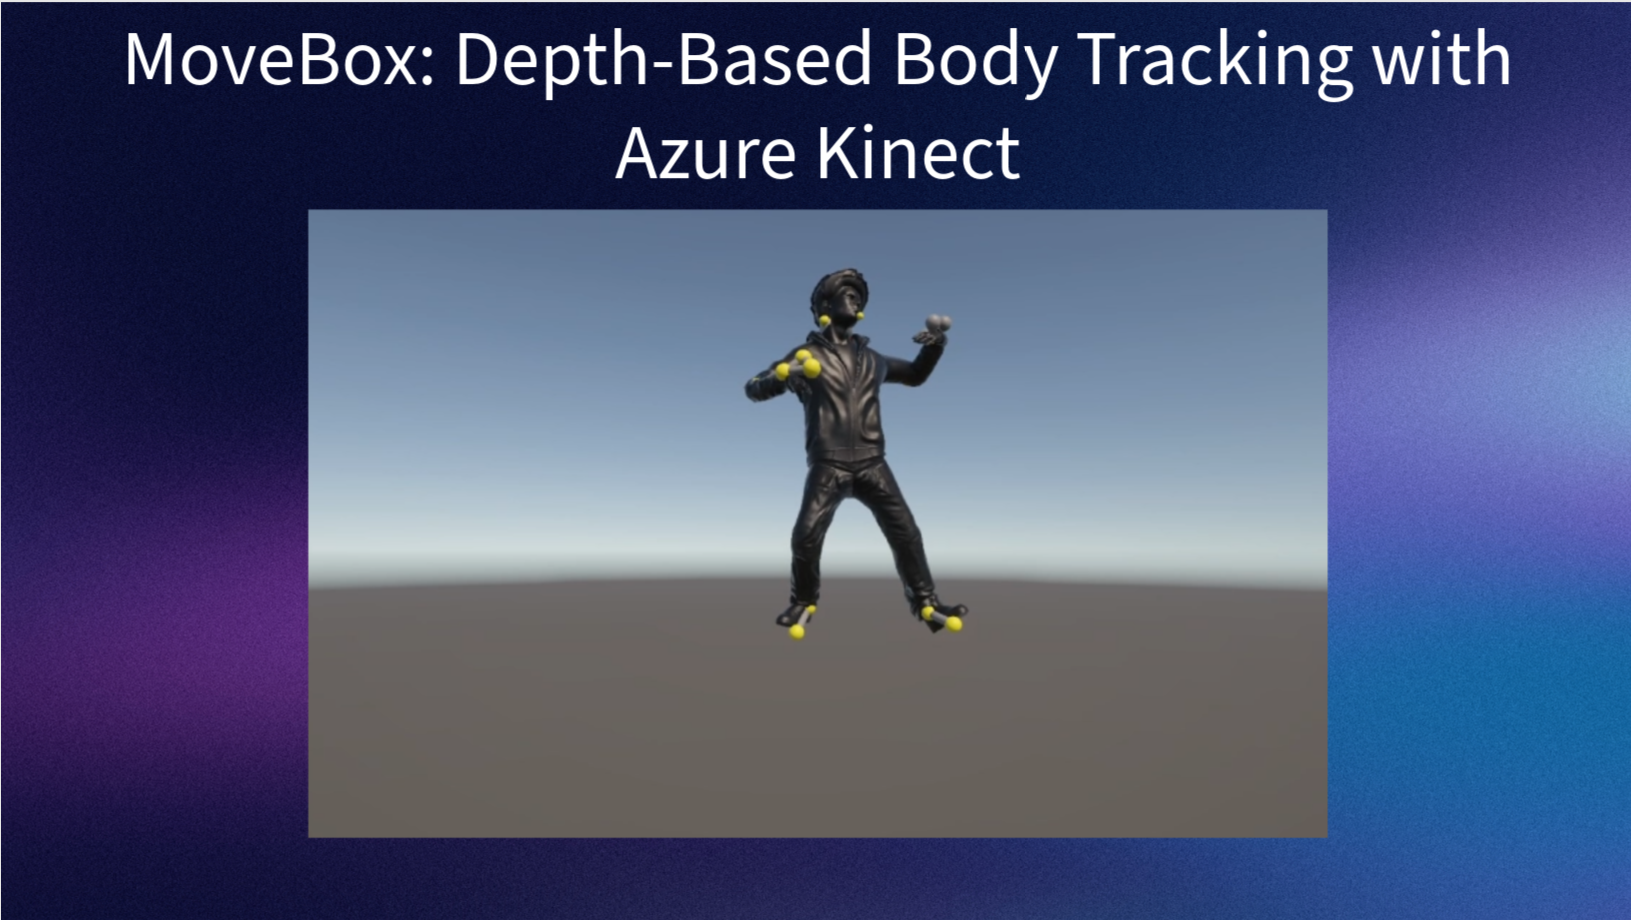 MoveBox: Depth-Based Body Tracking with
Azure Kinect